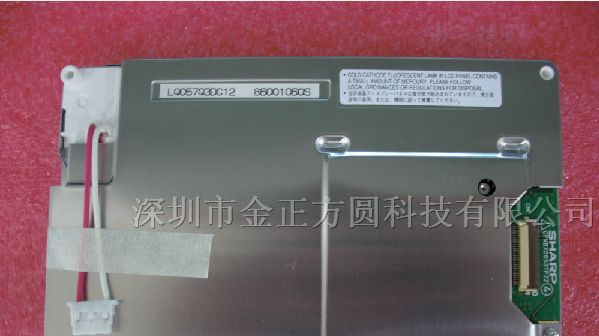 LQ057Q3DC12 86001060S
COLD CATHODE FLUORESCENT LAMP IN LCD PANEL CONTAINS
A SMALL AMOUNT OF MERCURY, PLEASE FOLLOW
LOCAL ORDINANCES OR REGULATIONS FOR DISPOSAL.
深圳市金正方圆科技有限公司
SHARP